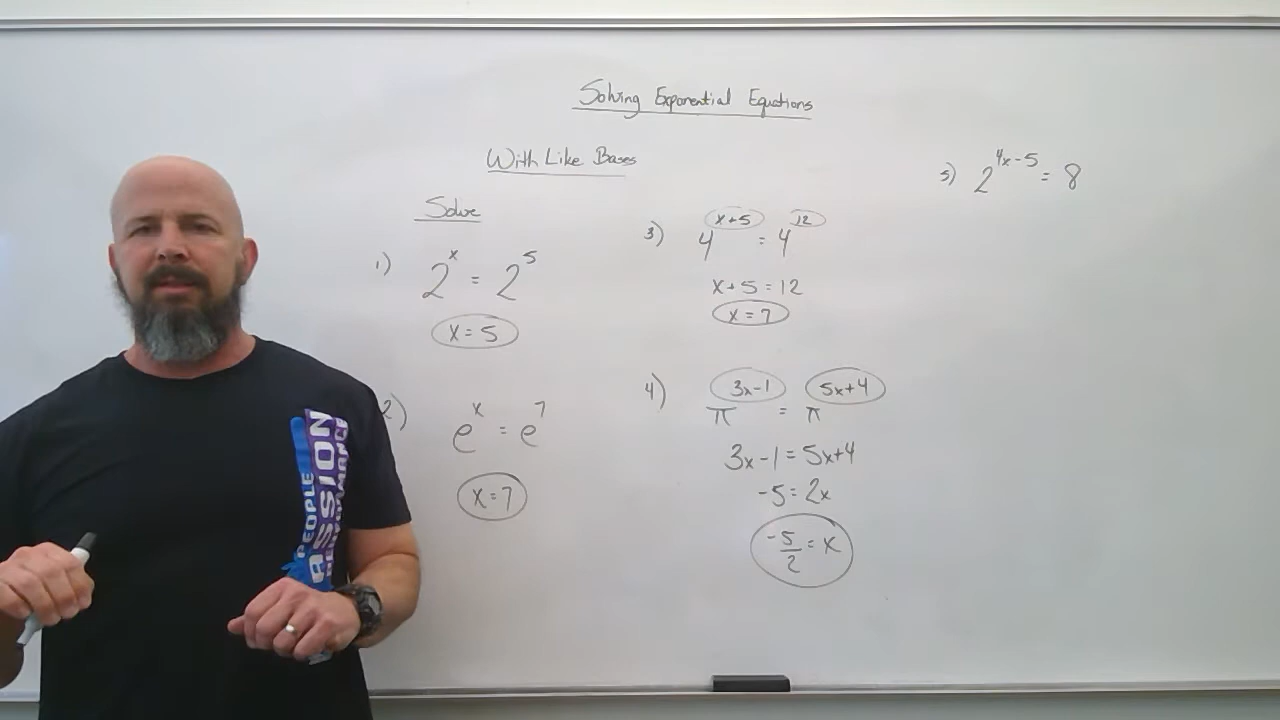 Solving Exponential Equations
With Like Bases
Solve
1) 2^x = 2^5
x = 5
2) e^x = e^7
x = 7
3) 4^(x+5) = 4^12
x + 5 = 12
x = 7
4) π^(3x-1) = π^(5x+4)
3x-1 = 5x+4
-5 = 2x
-5/2 = x
5) 2^(4x-5) = 8
PEOPLE